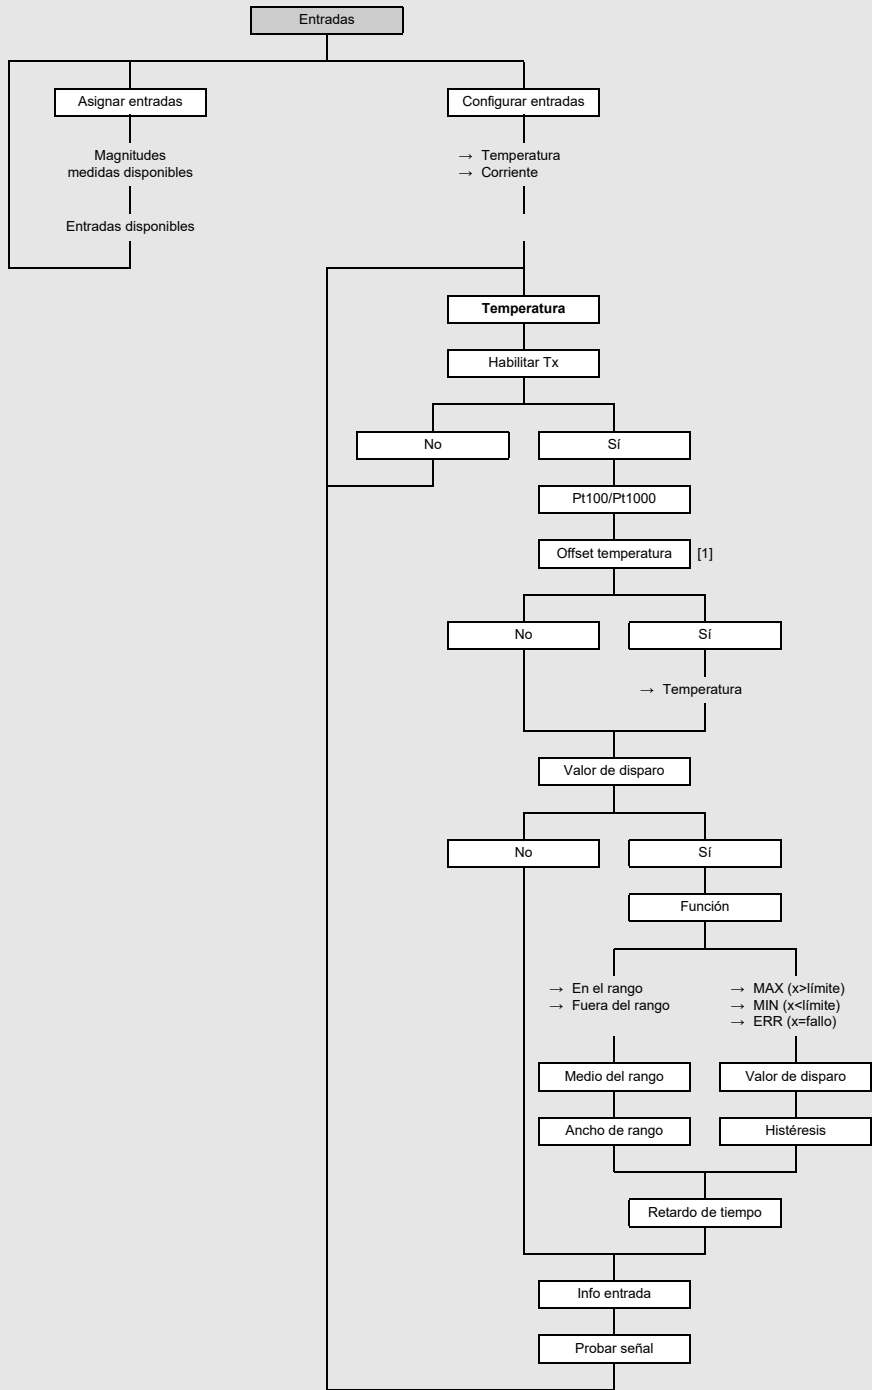 Entradas
Asignar entradas
Configurar entradas
Magnitudes
medidas disponibles
→ Temperatura
→ Corriente
Entradas disponibles
Temperatura
Habilitar Tx
No
Sí
Pt100/Pt1000
Offset temperatura [1]
No
Sí
→ Temperatura
Valor de disparo
No
Sí
Función
→ En el rango
→ Fuera del rango
→ MAX (x>límite)
→ MIN (x<límite)
→ ERR (x=fallo)
Medio del rango
Valor de disparo
Ancho de rango
Histéresis
Retardo de tiempo
Info entrada
Probar señal